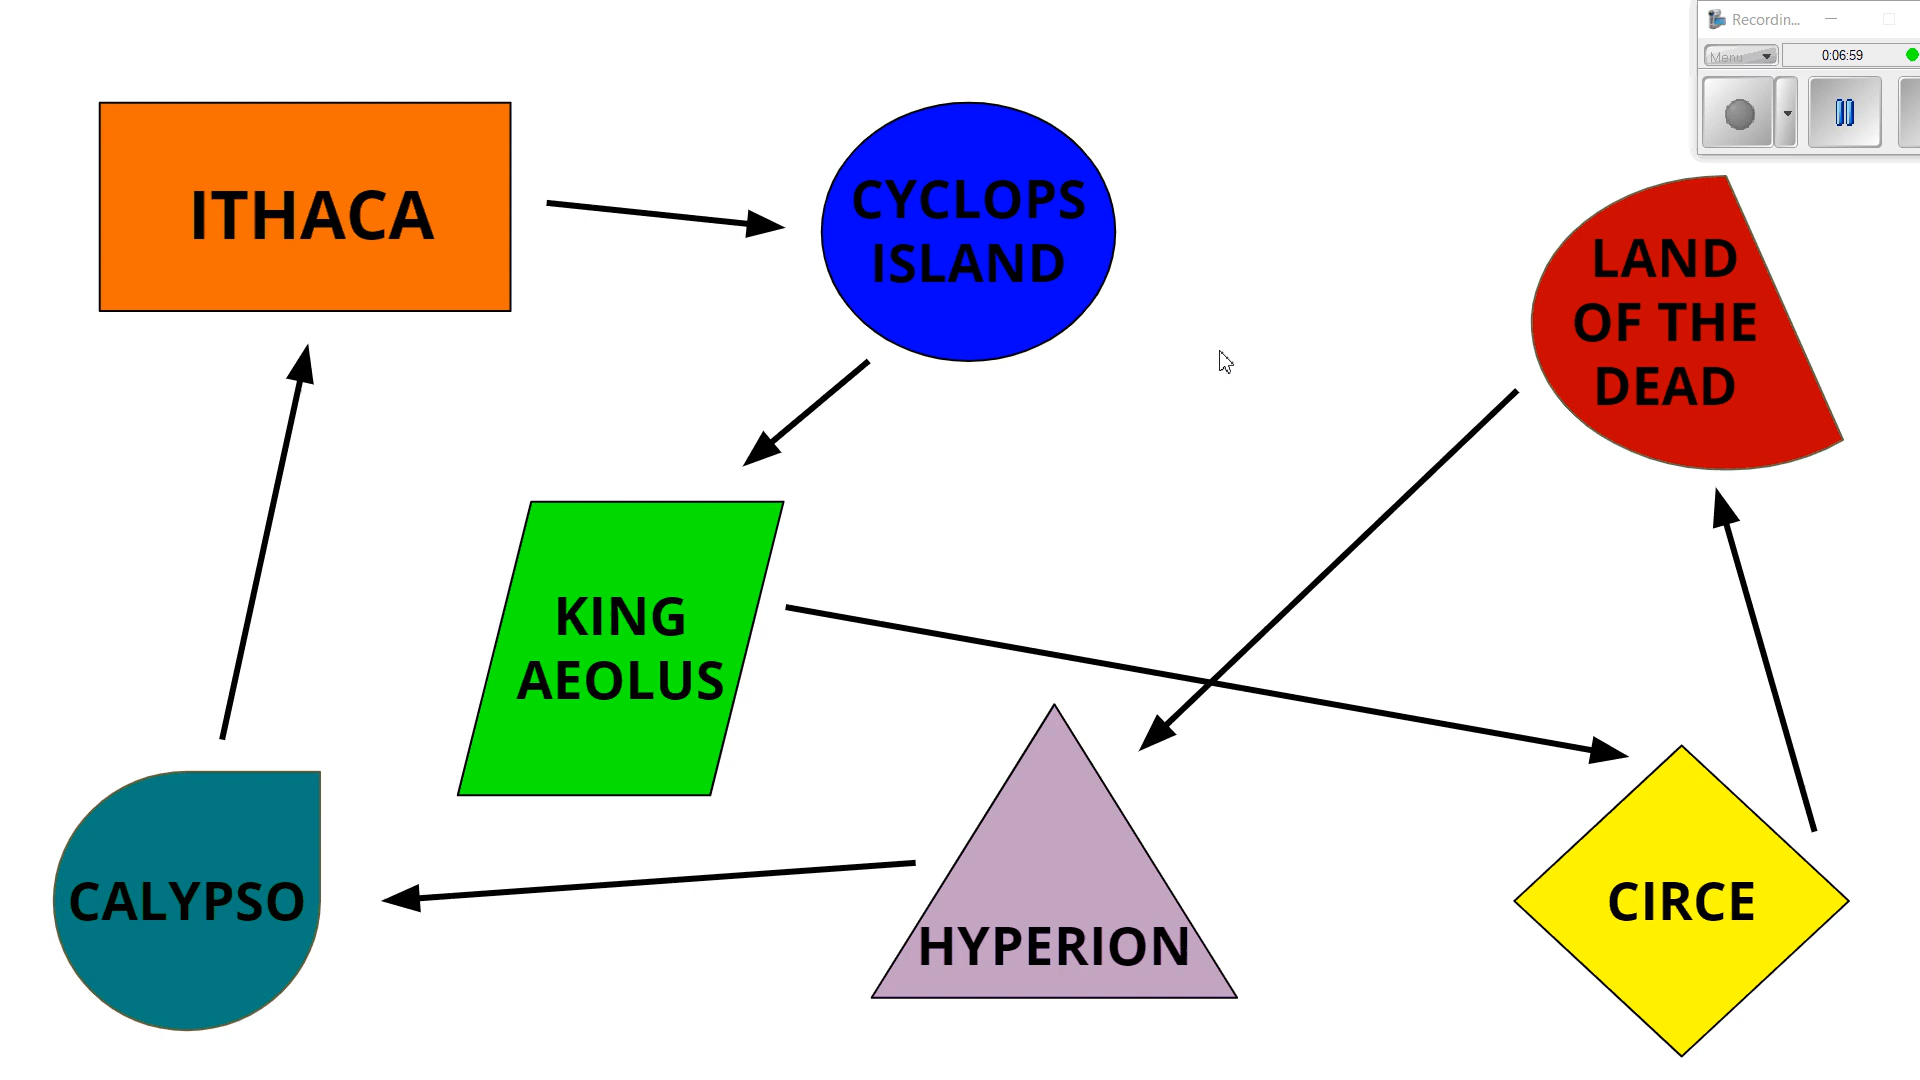 Recordin...
Menu
0:06:59
ITHACA
CYCLOPS
ISLAND
LAND
OF THE
DEAD
KING
AEOLUS
CALYPSO
HYPERION
CIRCE